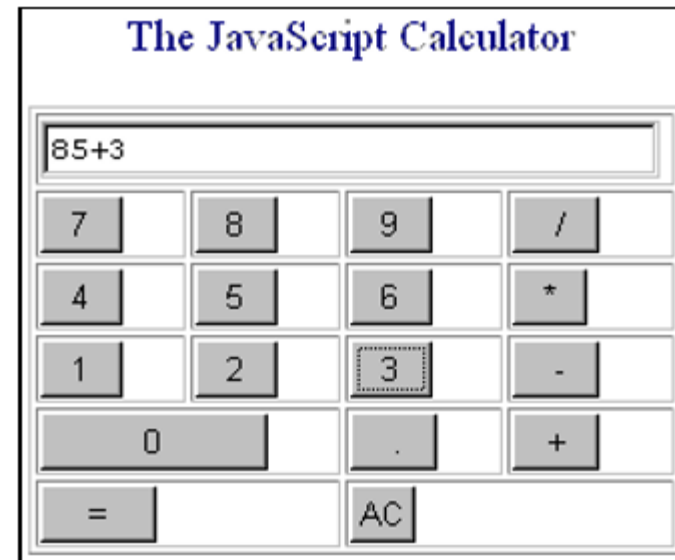 The JavaScript Calculator
85+3
7 8 9 /
4 5 6 *
1 2 3 -
0 . +
= AC